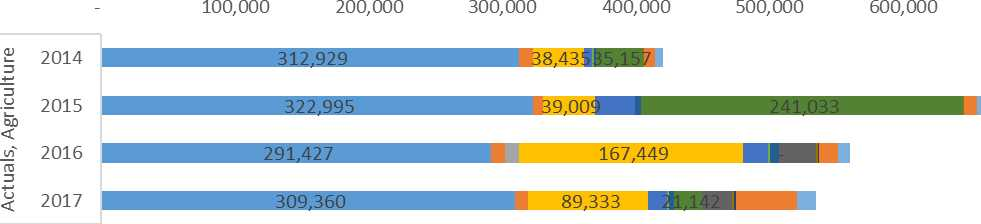 - 100,000 200,000 300,000 400,000 500,000 600,000
Actuals, Agriculture
2014 312,929 38,435 35,157
2015 322,995 39,009 241,033
2016 291,427 167,449 -
2017 309,360 89,333 21,142